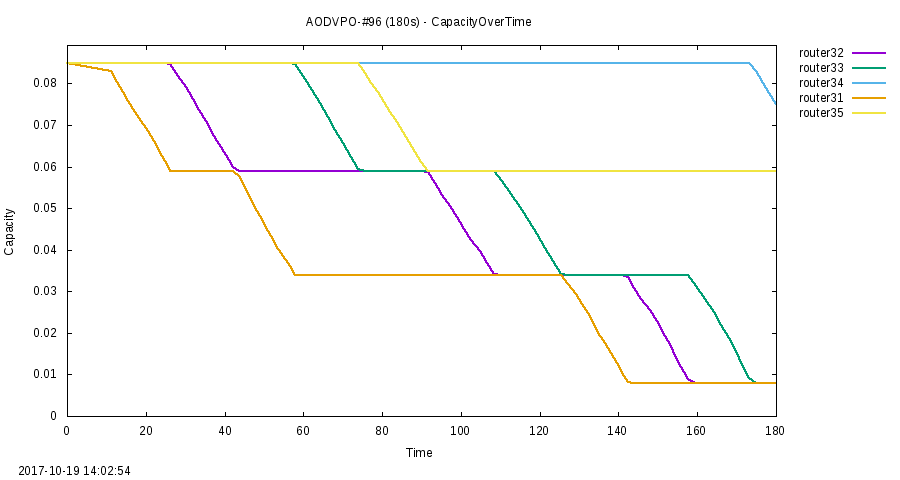 AODVPO-#96 (180s) - CapacityOverTime
router32
router33
router34
router31
router35
0.08
0.07
0.06
0.05
0.04
0.03
0.02
0.01
0
Capacity
0 20 40 60 80 100 120 140 160 180
Time
2017-10-19 14:02:54